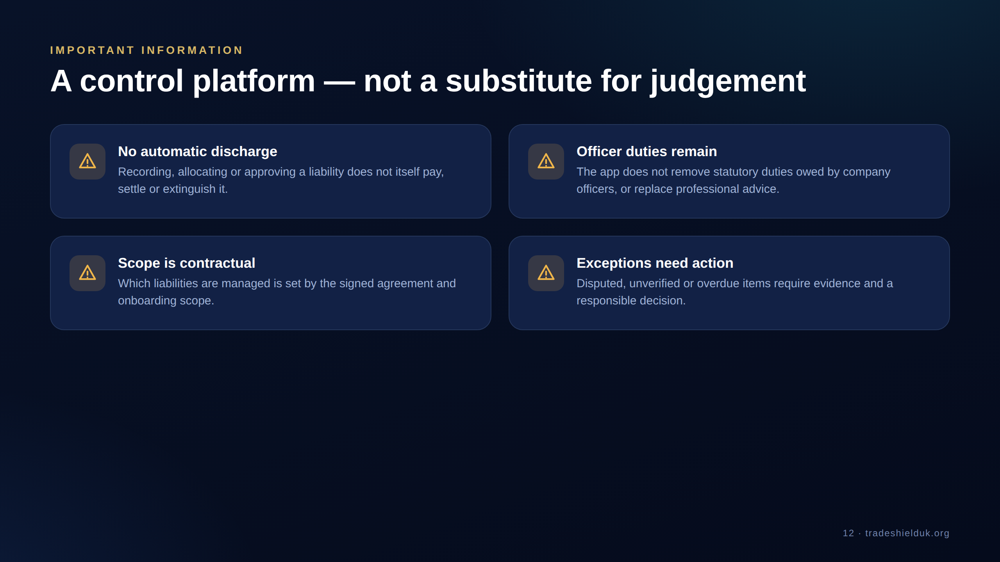 IMPORTANT INFORMATION
A control platform — not a substitute for judgement
No automatic discharge
Recording, allocating or approving a liability does not itself pay,
settle or extinguish it.
Officer duties remain
The app does not remove statutory duties owed by company
officers, or replace professional advice.
Scope is contractual
Which liabilities are managed is set by the signed agreement and
onboarding scope.
Exceptions need action
Disputed, unverified or overdue items require evidence and a
responsible decision.
12 · tradeshielduk.org